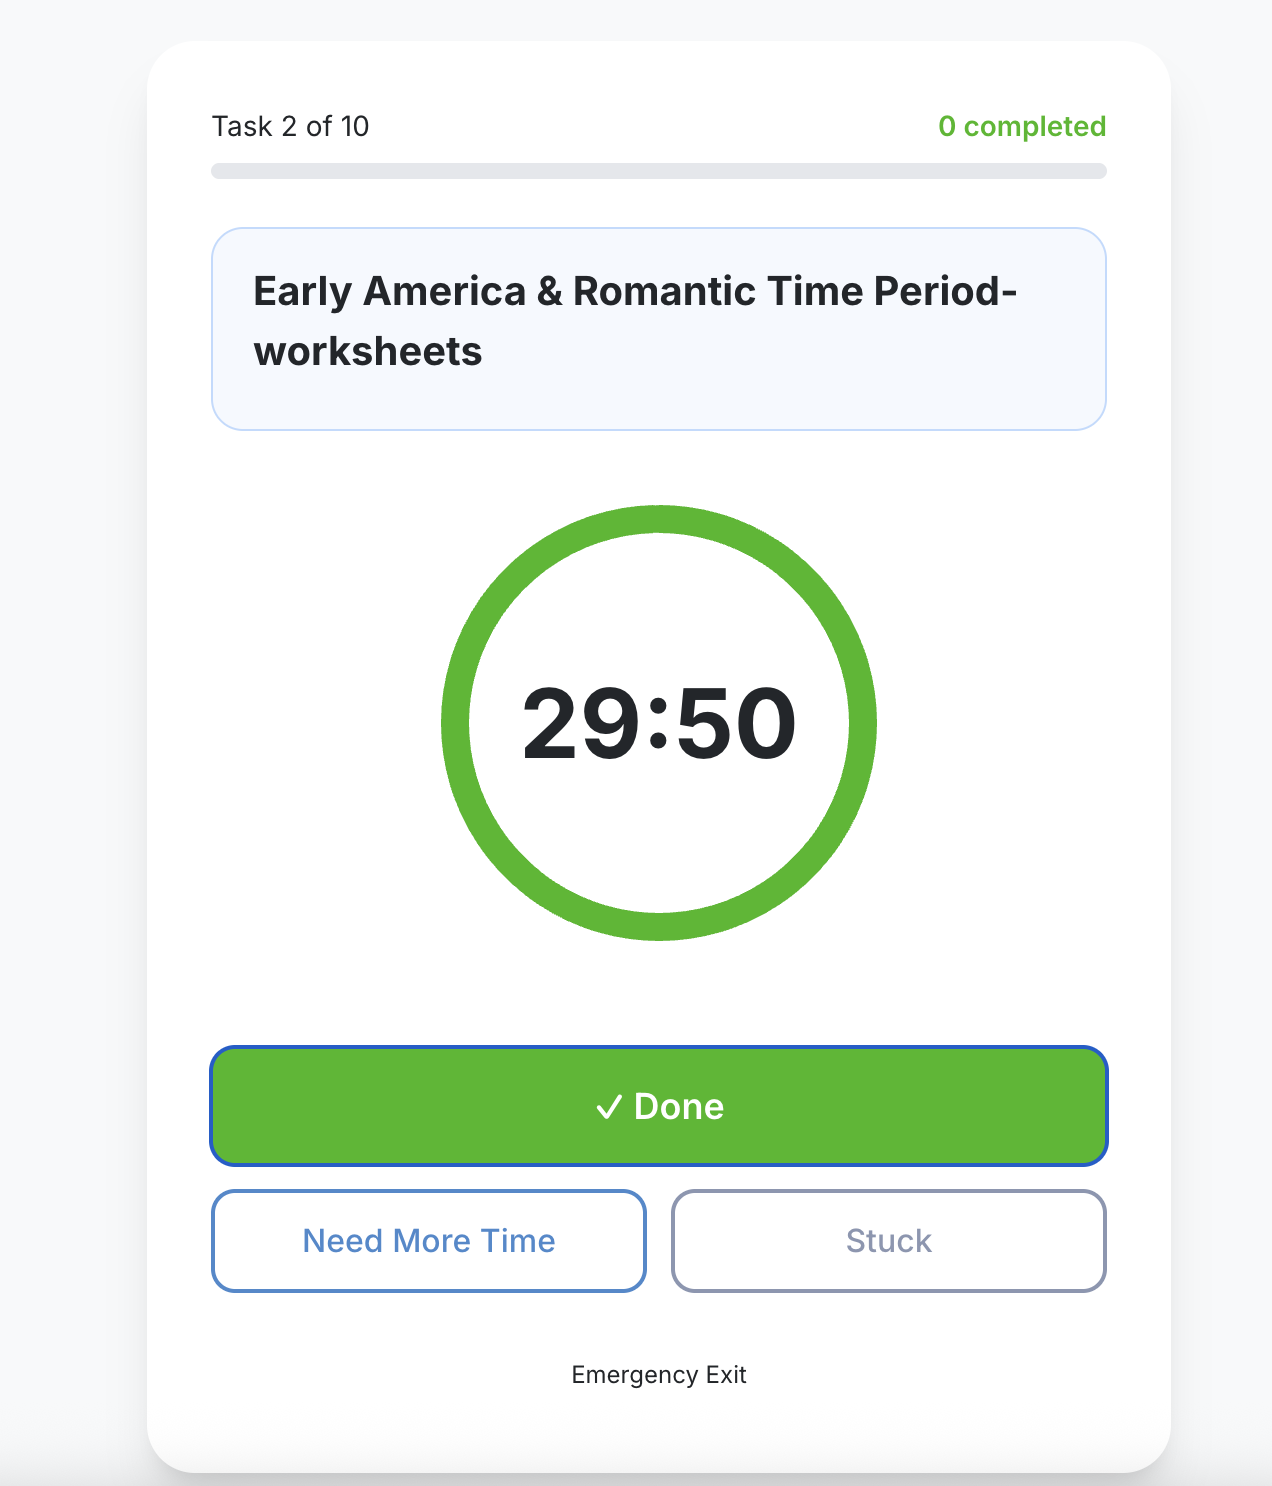 Task 2 of 10
0 completed
Early America & Romantic Time Period-
worksheets
29:50
✓ Done
Need More Time
Stuck
Emergency Exit